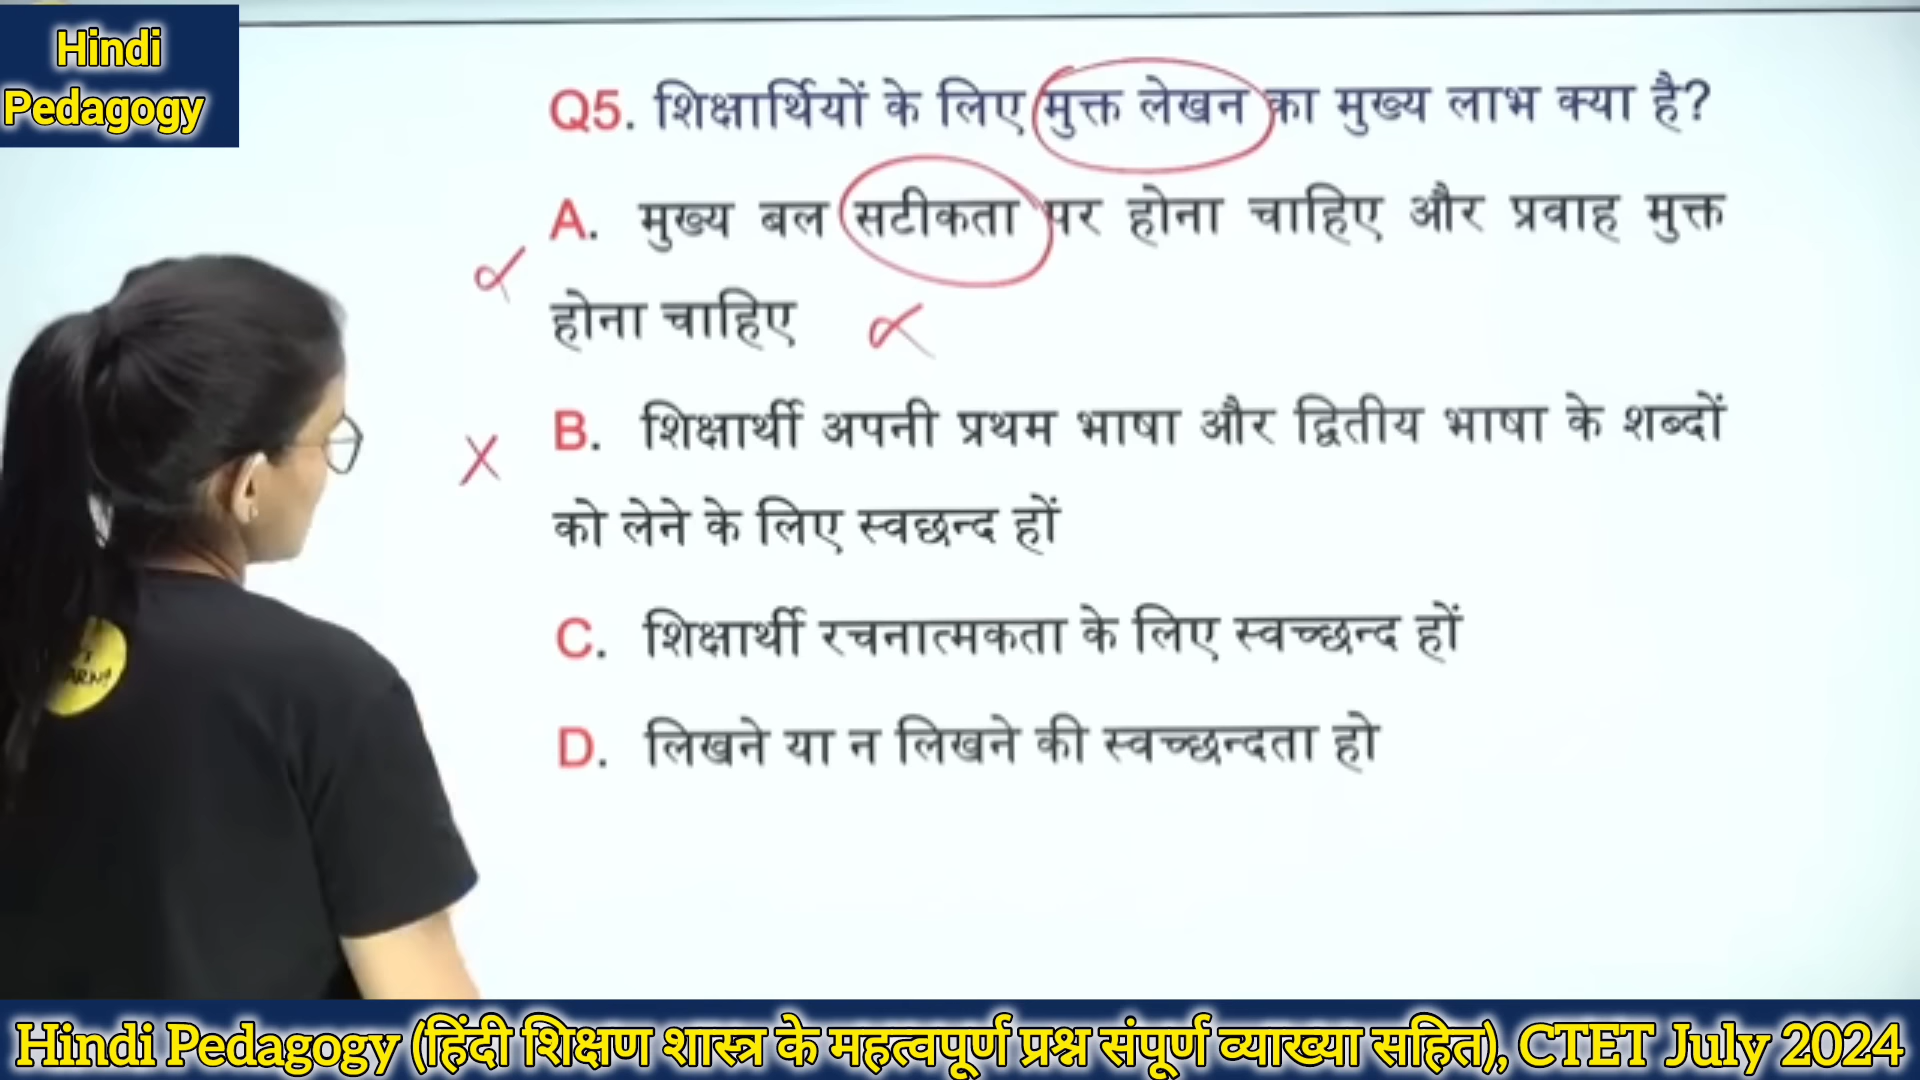 Hindi
Pedagogy
Q5. शिक्षार्थियों के लिए मुक्त लेखन का मुख्य लाभ क्या है?
A. मुख्य बल सटीकता पर होना चाहिए और प्रवाह मुक्त
होना चाहिए
B. शिक्षार्थी अपनी प्रथम भाषा और द्वितीय भाषा के शब्दों
को लेने के लिए स्वछन्द हों
C. शिक्षार्थी रचनात्मकता के लिए स्वच्छन्द हों
D. लिखने या न लिखने की स्वच्छन्दता हो
Hindi Pedagogy (हिंदी शिक्षण शास्त्र के महत्वपूर्ण प्रश्न संपूर्ण व्याख्या सहित), CTET July 2024